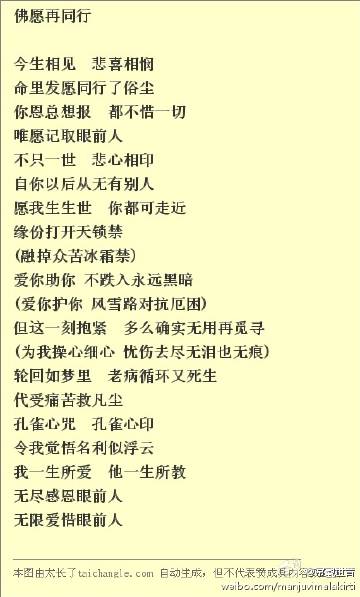 佛愿再同行
今生相见 悲喜相悯
命里发愿同行了俗尘
你恩总想报 都不惜一切
唯愿记取眼前人
不只一世 悲心相印
自你以后从无有别人
愿我生生世 你都可走近
缘份打开天锁禁
(融掉众苦冰霜禁)
爱你助你 不跌入永远黑暗
(爱你护你 风雪路对抗厄困)
但这一刻抱紧 多么确实无用再觅寻
(为我操心细心 忧伤去尽无泪也无痕)
轮回如梦里 老病循环又死生
代受痛苦救凡尘
孔雀心咒 孔雀心印
令我觉悟名利似浮云
我一生所爱 他一生所教
无尽感恩眼前人
无限爱惜眼前人
本图由太长了taichangle.com 自动生成，但不代表赞成其内容
weibo.com/manjuvimalakirti